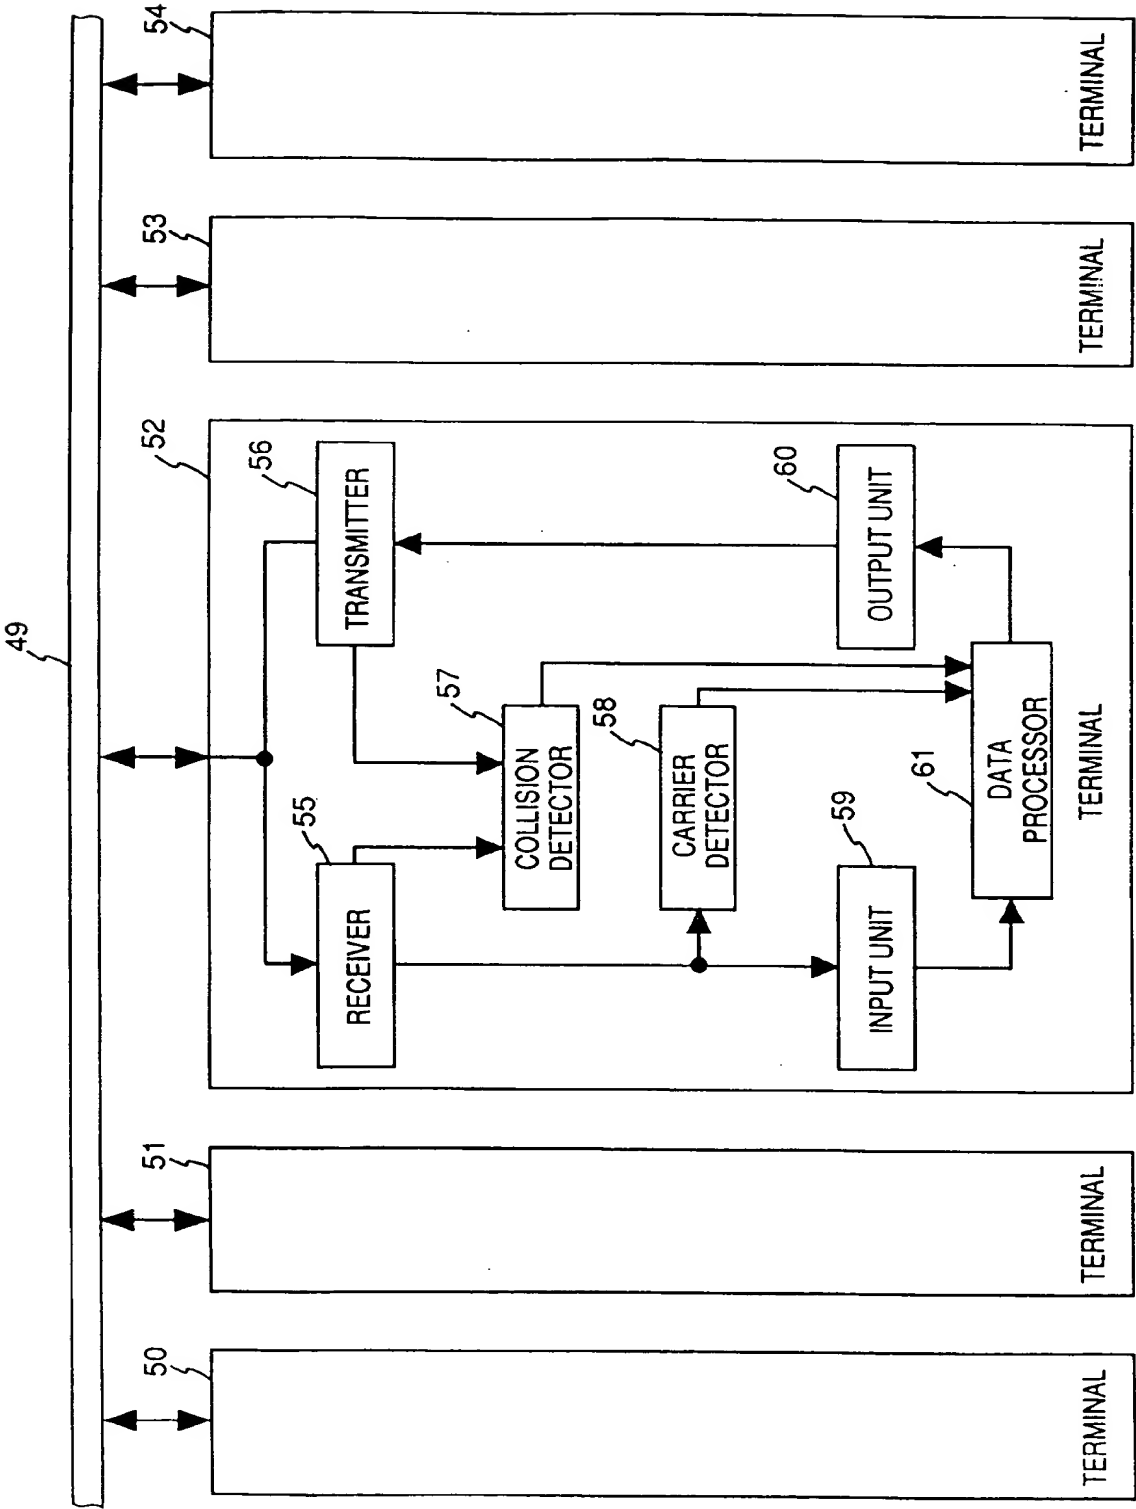 49
50
51
52
53
54
55
RECEIVER
56
TRANSMITTER
57
COLLISION
DETECTOR
58
CARRIER
DETECTOR
59
INPUT UNIT
60
OUTPUT UNIT
61
DATA
PROCESSOR
TERMINAL
TERMINAL
TERMINAL
TERMINAL
TERMINAL